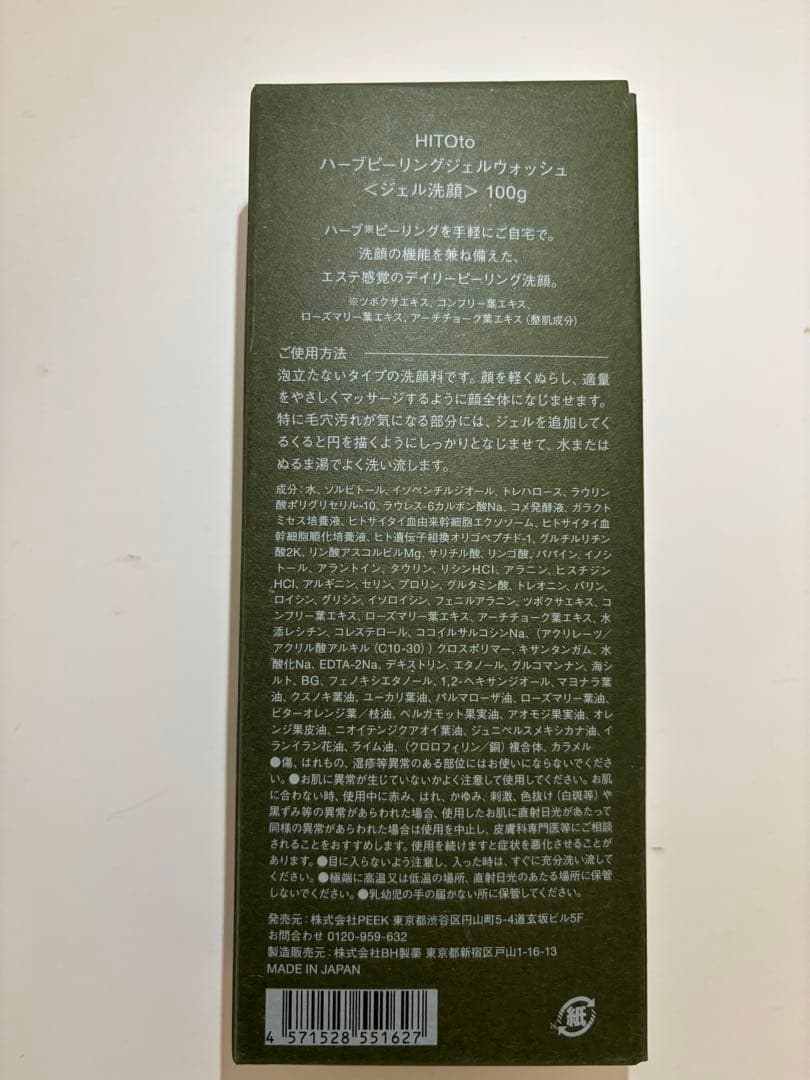 HITOto
ハーブピーリングジェルウォッシュ
＜ジェル洗顔＞ 100g
ハーブ※ピーリングを手軽にご自宅で。
洗顔の機能を兼ね備えた、
エステ感覚のデイリーピーリング洗顔。
※ツボクサエキス、コンフリー葉エキス、
ローズマリー葉エキス、アーチチョーク葉エキス（整肌成分）
ご使用方法
泡立たないタイプの洗顔料です。顔を軽くぬらし、適量
をやさしくマッサージするように顔全体になじませます。
特に毛穴汚れが気になる部分には、ジェルを追加してく
るくると円を描くようにしっかりとなじませて、水または
ぬるま湯でよく洗い流します。
成分：水、ソルビトール、イソペンチルジオール、トレハロース、ラウリン
酸ポリグリセリル-10、ラウレス-6カルボン酸Na、コメ発酵液、ガラクト
ミセス培養液、ヒトサイタイ血由来幹細胞エクソソーム、ヒトサイタイ血
幹細胞順化培養液、ヒト遺伝子組換オリゴペプチド-1、グルチルリチン
酸2K、リン酸アスコルビルMg、サリチル酸、リンゴ酸、パパイン、イノシ
トール、アラントイン、タウリン、リシンHCl、アラニン、ヒスチジン
HCl、アルギニン、セリン、プロリン、グルタミン酸、トレオニン、バリン、
ロイシン、グリシン、イソロイシン、フェニルアラニン、ツボクサエキス、コ
ンフリー葉エキス、ローズマリー葉エキス、アーチチョーク葉エキス、水
添レシチン、コレステロール、ココイルサルコシンNa、（アクリレーツ／
アクリル酸アルキル（C10-30））クロスポリマー、キサンタンガム、水
酸化Na、EDTA-2Na、デキストリン、エタノール、グルコマンナン、海シ
ルト、BG、フェノキシエタノール、1,2-ヘキサンジオール、マヨナラ葉
油、クスノキ葉油、ユーカリ葉油、パルマローザ油、ローズマリー葉油、
ビターオレンジ葉／枝油、ベルガモット果実油、アオモジ果実油、オレ
ンジ果皮油、ニオイテンジクアオイ葉油、ジュニペルスメキシカナ油、イ
ランイラン花油、ライム油、（クロロフィリン／銅）複合体、カラメル
●傷、はれもの、湿疹等異常のある部位にはお使いにならないでくださ
い。●お肌に異常が生じていないかよく注意して使用してください。お肌
に合わない時、使用中に赤み、はれ、かゆみ、刺激、色抜け（白斑等）や
黒ずみ等の異常があらわれた場合、使用したお肌に直射日光があたって
同様の異常があらわれた場合は使用を中止し、皮膚科専門医等にご相談
されることをおすすめします。使用を続けますと症状を悪化させることが
あります。●目に入らないよう注意し、入った時は、すぐに充分洗い流して
ください。●極端に高温又は低温の場所、直射日光のあたる場所に保管
しないでください。●乳幼児の手の届かない所に保管してください。
発売元：株式会社PEEK 東京都渋谷区円山町5-4道玄坂ビル5F
お問合わせ 0120-959-632
製造販売元：株式会社BH製薬 東京都新宿区戸山1-16-13
MADE IN JAPAN
4 571528 551627
紙